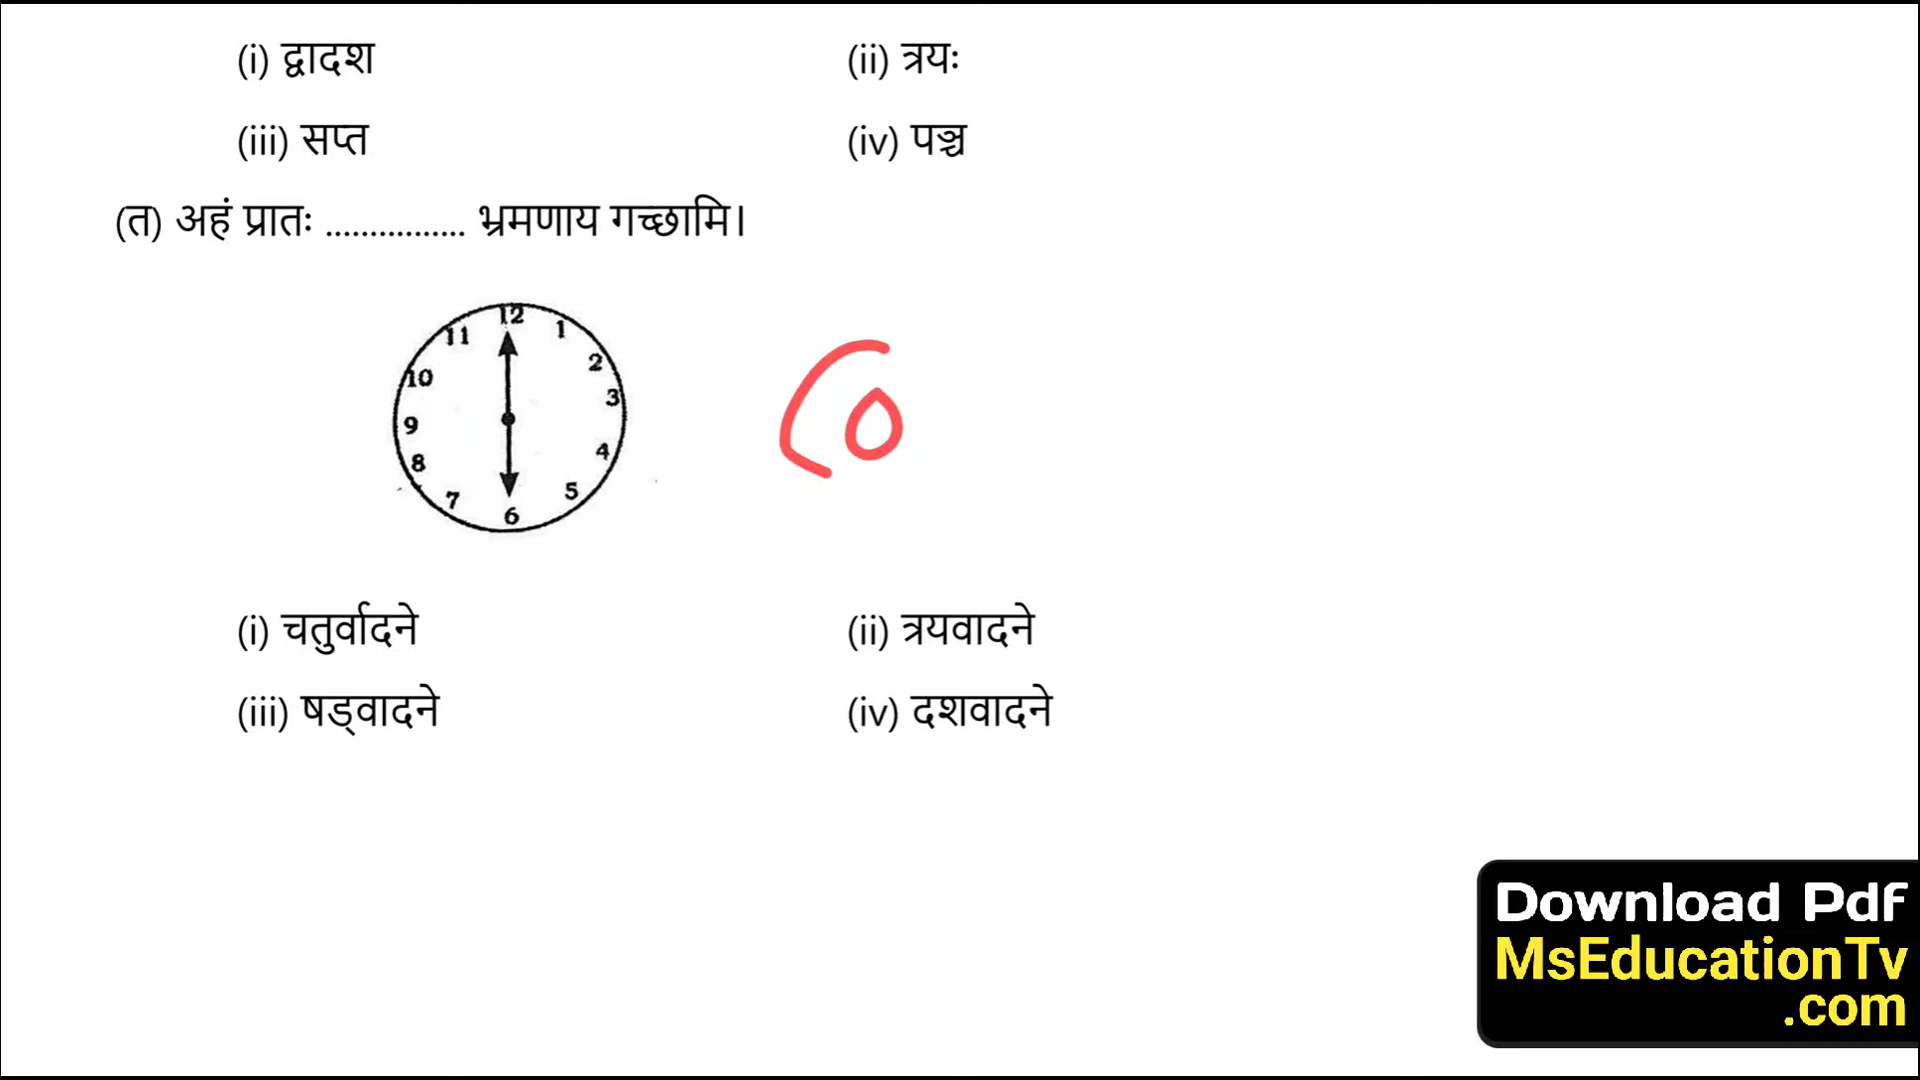 (i) द्वादश (ii) त्रयः
(iii) सप्त (iv) पञ्च
(त) अहं प्रातः ................ भ्रमणाय गच्छामि।
12
11 1
10 2
9 3
8 4
7 5
6
(i) चतुर्वादने (ii) त्रयवादने
(iii) षड्वादने (iv) दशवादने
Download Pdf
MsEducationTv
.com